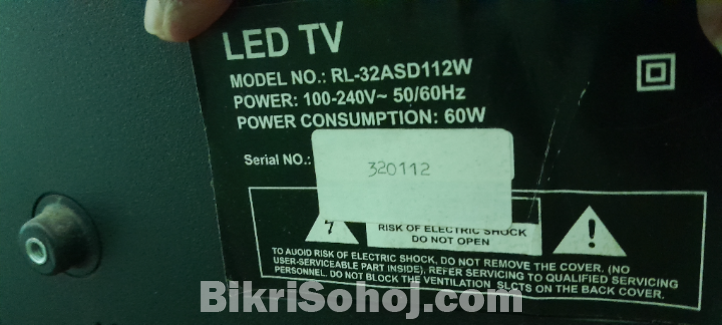 LED TV
MODEL NO.: RL-32ASD112W
POWER: 100-240V~ 50/60Hz
POWER CONSUMPTION: 60W
Serial NO.:
320112
RISK OF ELECTRIC SHOCK
DO NOT OPEN
TO AUOID RISK OF ELECTRIC SHOCK, DO NOT REMOVE THE COVER. (NO
USER-SERVICEABLE PART INSIDE), REFER SERVICING TO QUALIFIED SERVICING
PERSONNEL. DO NOT BLOCK THE VENTILATION SLCTS ON THE BACK COVER.
BikriSohoj.com